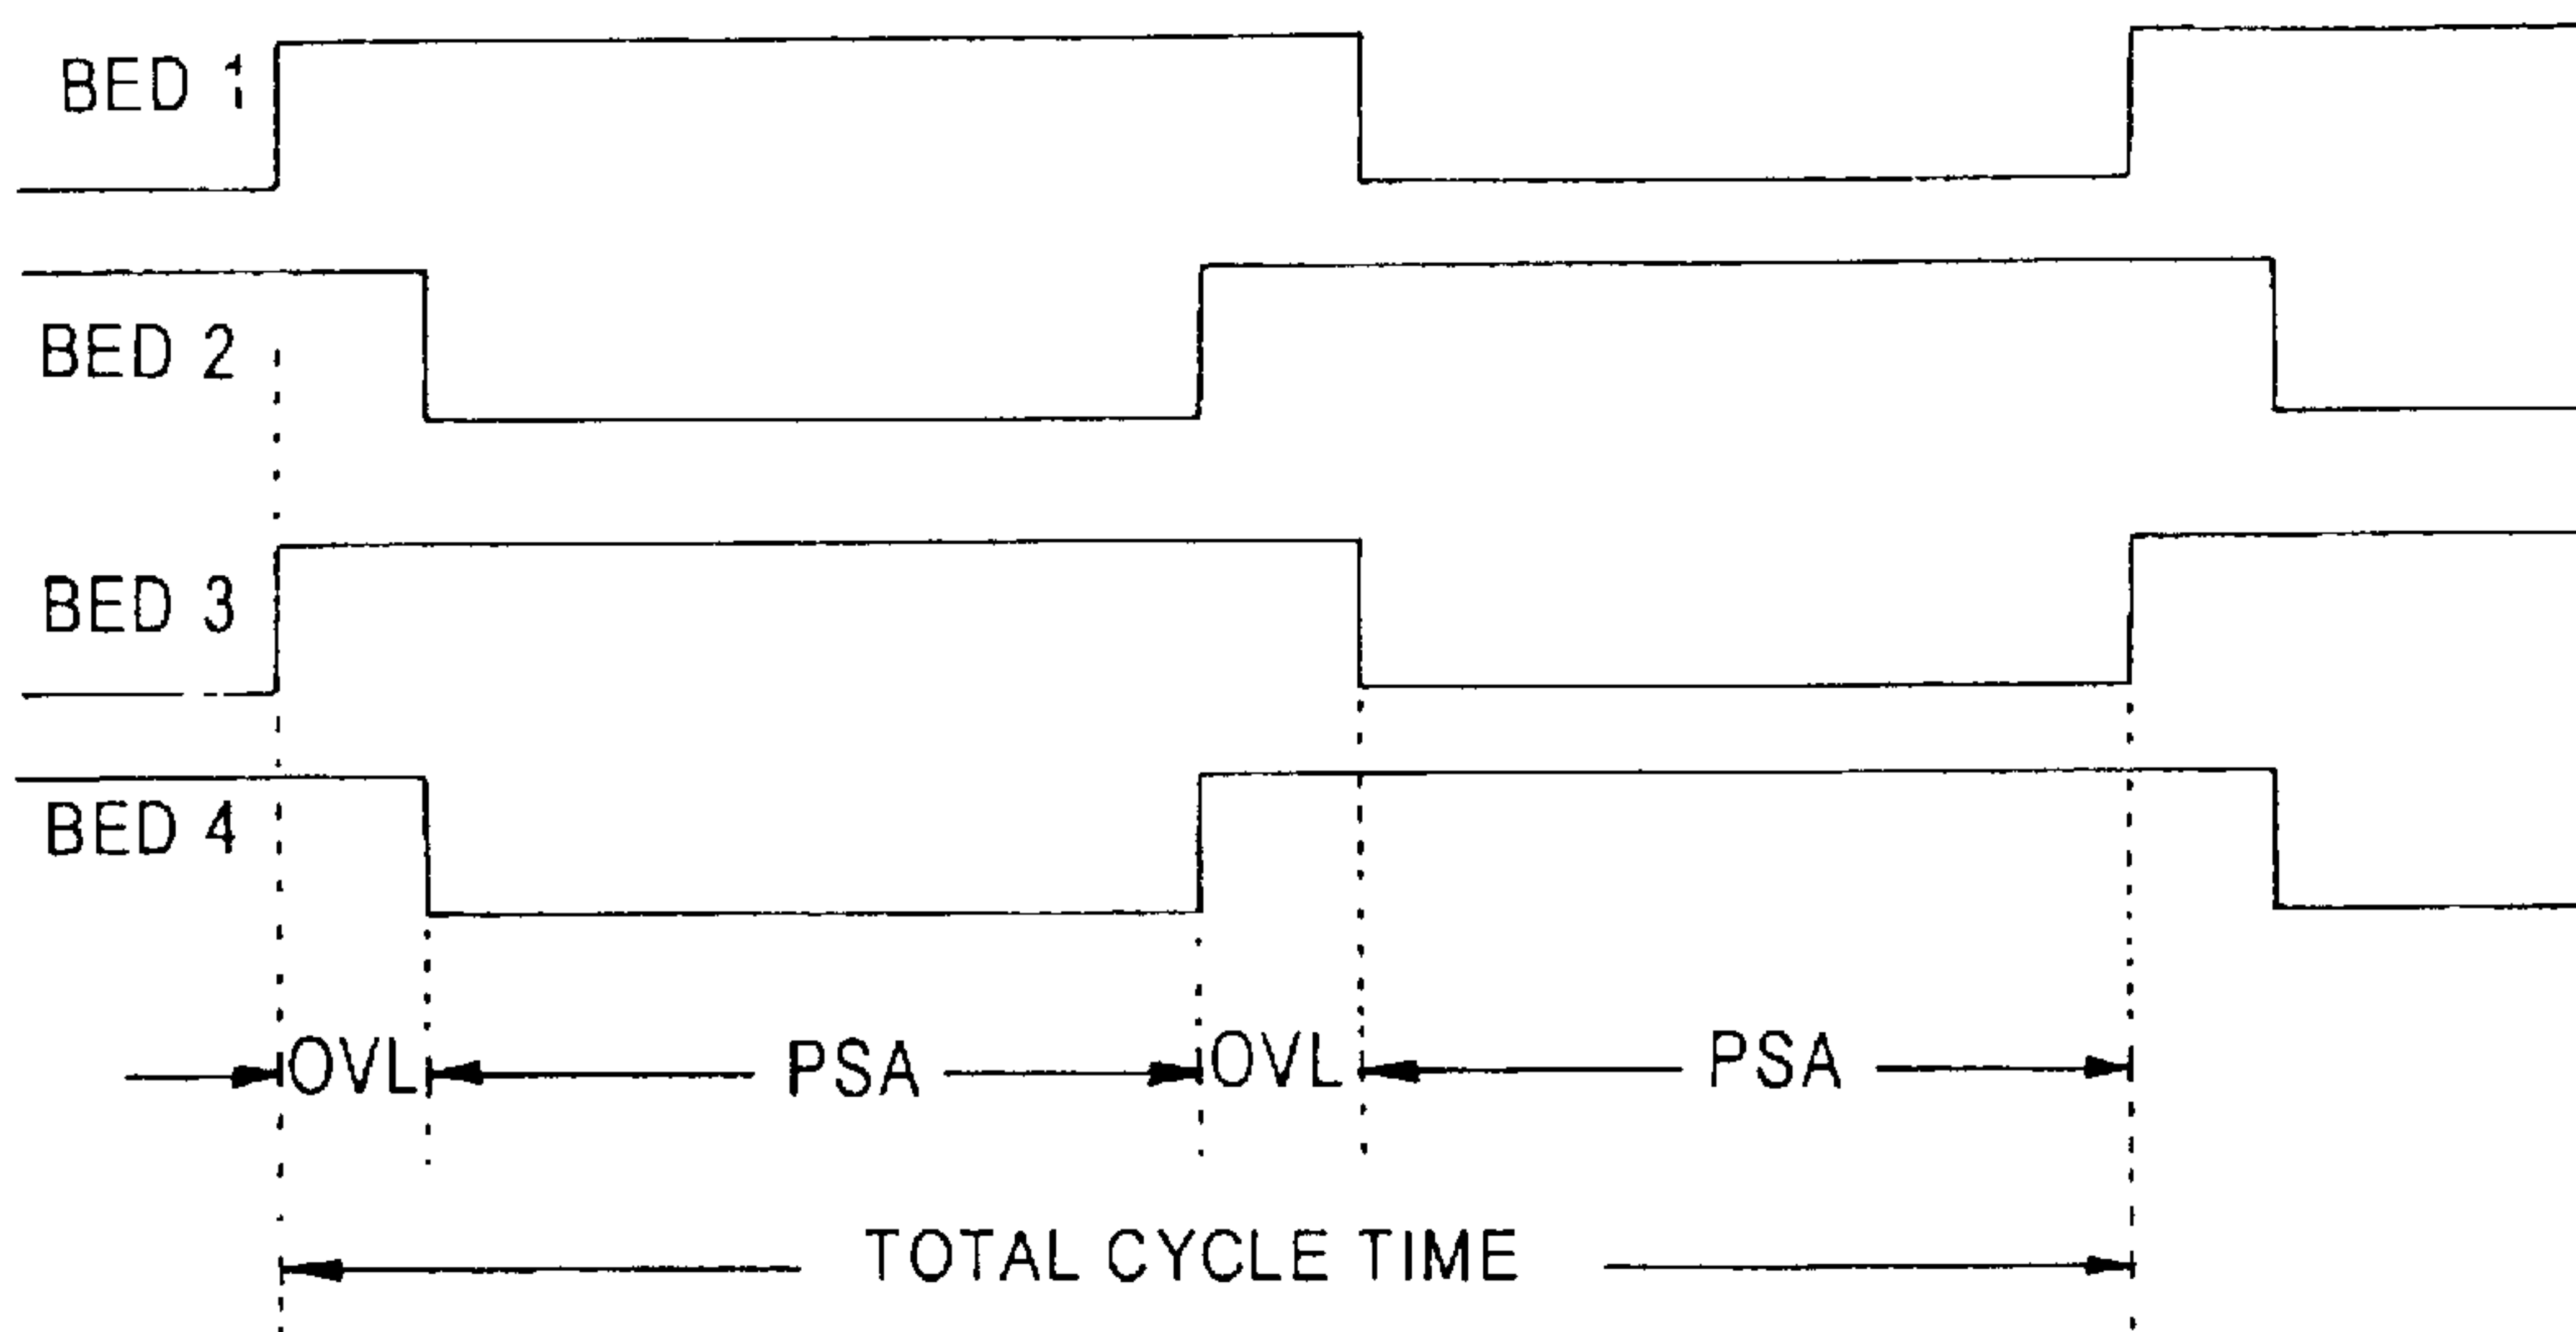 BED 1
BED 2
BED 3
BED 4
OVL PSA OVL PSA
TOTAL CYCLE TIME